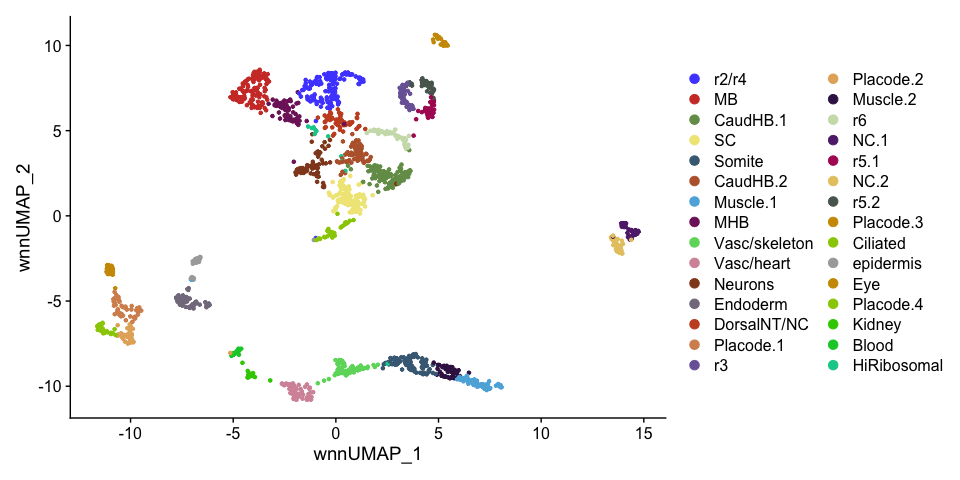 10
5
0
-5
-10
wnnUMAP_2
-10
-5
0
5
10
15
wnnUMAP_1
r2/r4
MB
CaudHB.1
SC
Somite
CaudHB.2
Muscle.1
MHB
Vasc/skeleton
Vasc/heart
Neurons
Endoderm
DorsalNT/NC
Placode.1
r3
Placode.2
Muscle.2
r6
NC.1
r5.1
NC.2
r5.2
Placode.3
Ciliated
epidermis
Eye
Placode.4
Kidney
Blood
HiRibosomal